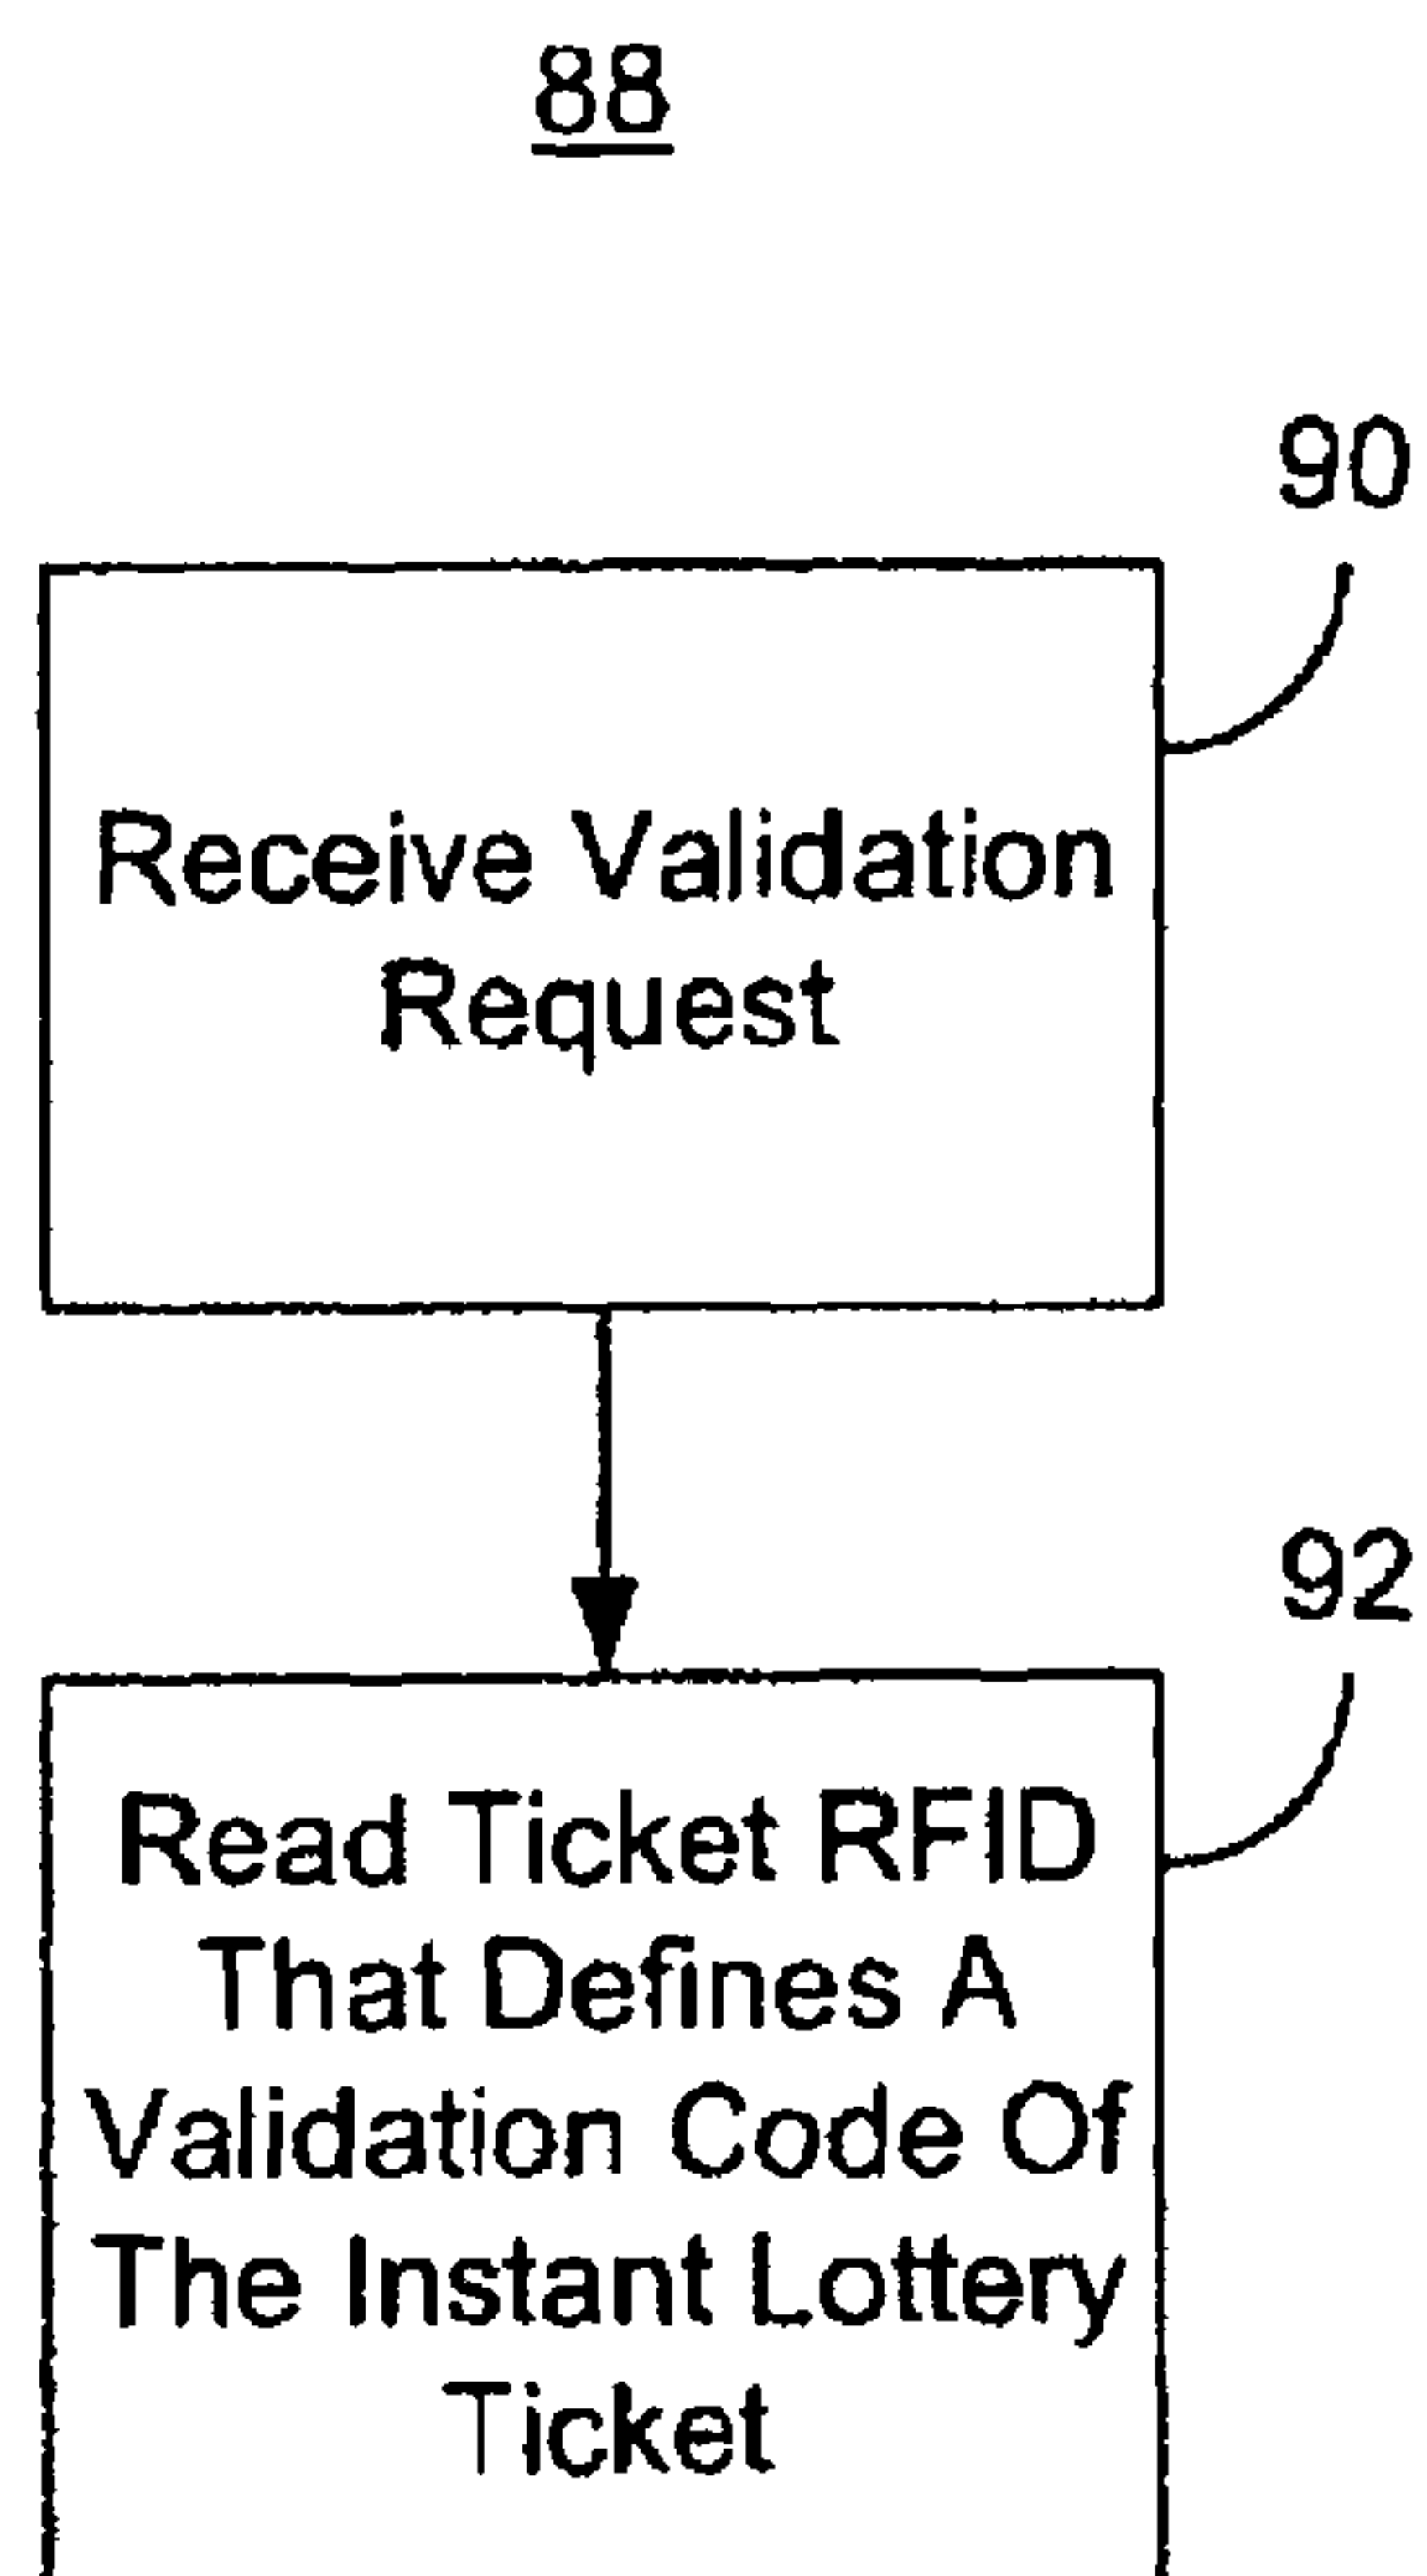 88
90
Receive Validation
Request
92
Read Ticket RFID
That Defines A
Validation Code Of
The Instant Lottery
Ticket